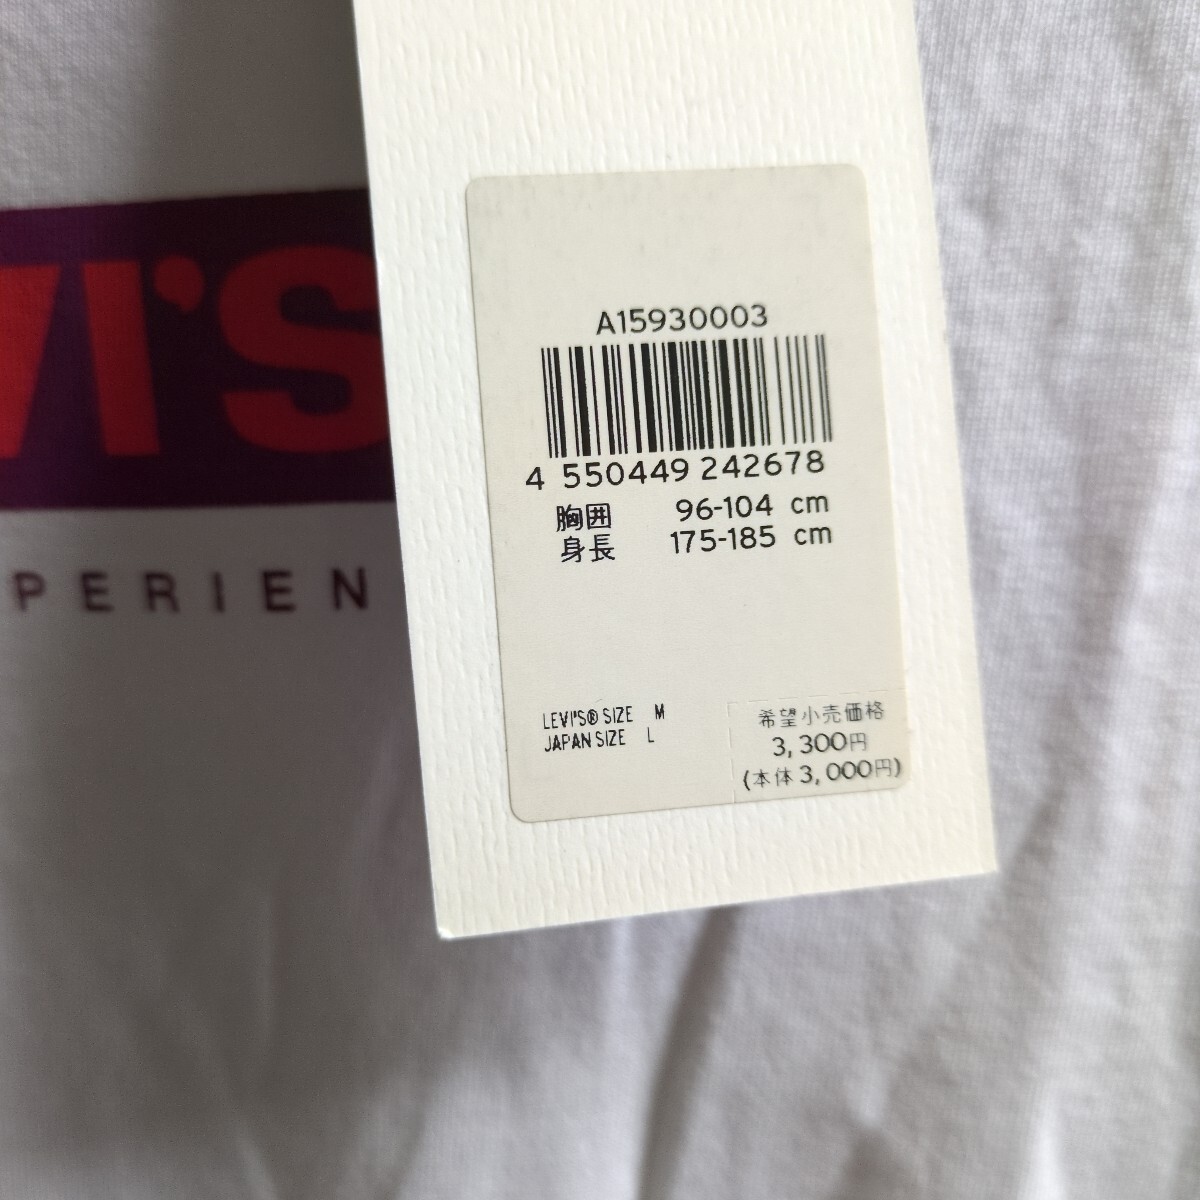 VI'S
PERIEN
A15930003
4 550449 242678
胸囲 96-104 cm
身長 175-185 cm
LEVI'S® SIZE M
JAPAN SIZE L
希望小売価格
3,300円
(本体 3,000円)